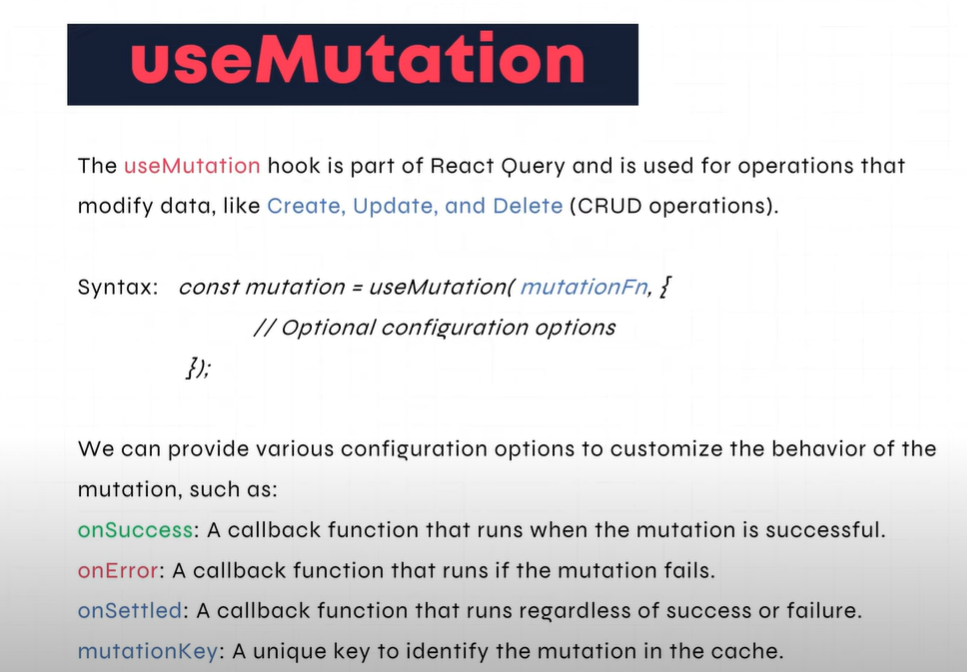 useMutation
The useMutation hook is part of React Query and is used for operations that
modify data, like Create, Update, and Delete (CRUD operations).
Syntax: const mutation = useMutation( mutationFn, {
// Optional configuration options
});
We can provide various configuration options to customize the behavior of the
mutation, such as:
onSuccess: A callback function that runs when the mutation is successful.
onError: A callback function that runs if the mutation fails.
onSettled: A callback function that runs regardless of success or failure.
mutationKey: A unique key to identify the mutation in the cache.